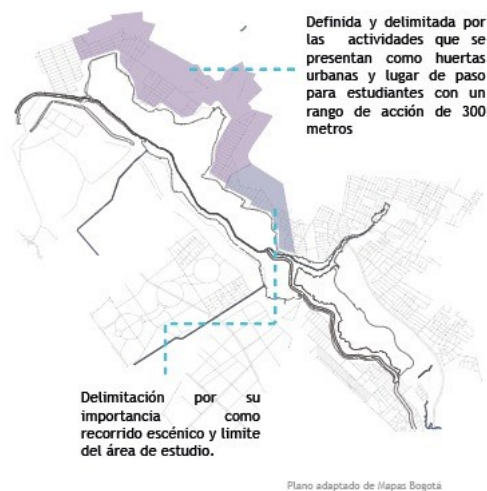 Definida y delimitada por
las actividades que se
presentan como huertas
urbanas y lugar de paso
para estudiantes con un
rango de acción de 300
metros
Delimitación por su
importancia como
recorrido escénico y limite
del área de estudio.
Plano adaptado de Mapas Bogotá